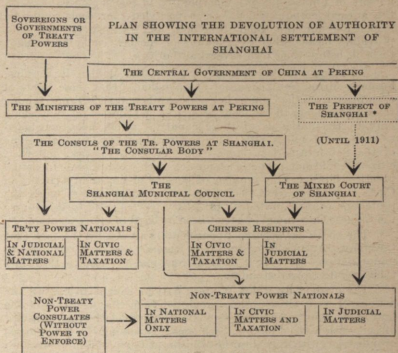 SOVEREIGNS OR
GOVERNMENTS
OF TREATY
POWERS
PLAN SHOWING THE DEVOLUTION OF AUTHORITY
IN THE INTERNATIONAL SETTLEMENT OF
SHANGHAI
THE CENTRAL GOVERNMENT OF CHINA AT PEKING
THE MINISTERS OF THE TREATY POWERS AT PEKING
THE PREFECT OF
SHANGHAI
(UNTIL 1911)
THE CONSULS OF THE TR. POWERS AT SHANGHAI.
"THE CONSULAR BODY"
THE
SHANGHAI MUNICIPAL COUNCIL
THE MIXED COURT
OF SHANGHAI
TR'TY POWER NATIONALS
IN JUDICIAL
& NATIONAL
MATTERS
IN CIVIC
MATTERS &
TAXATION
CHINESE RESIDENTS
IN CIVIC
MATTERS &
TAXATION
IN
JUDICIAL
MATTERS
NON-TREATY
POWER
CONSULATES
(WITHOUT
POWER TO
ENFORCE)
NON-TREATY POWER NATIONALS
IN NATIONAL
MATTERS
ONLY
IN CIVIC
MATTERS AND
TAXATION
IN JUDICIAL
MATTERS